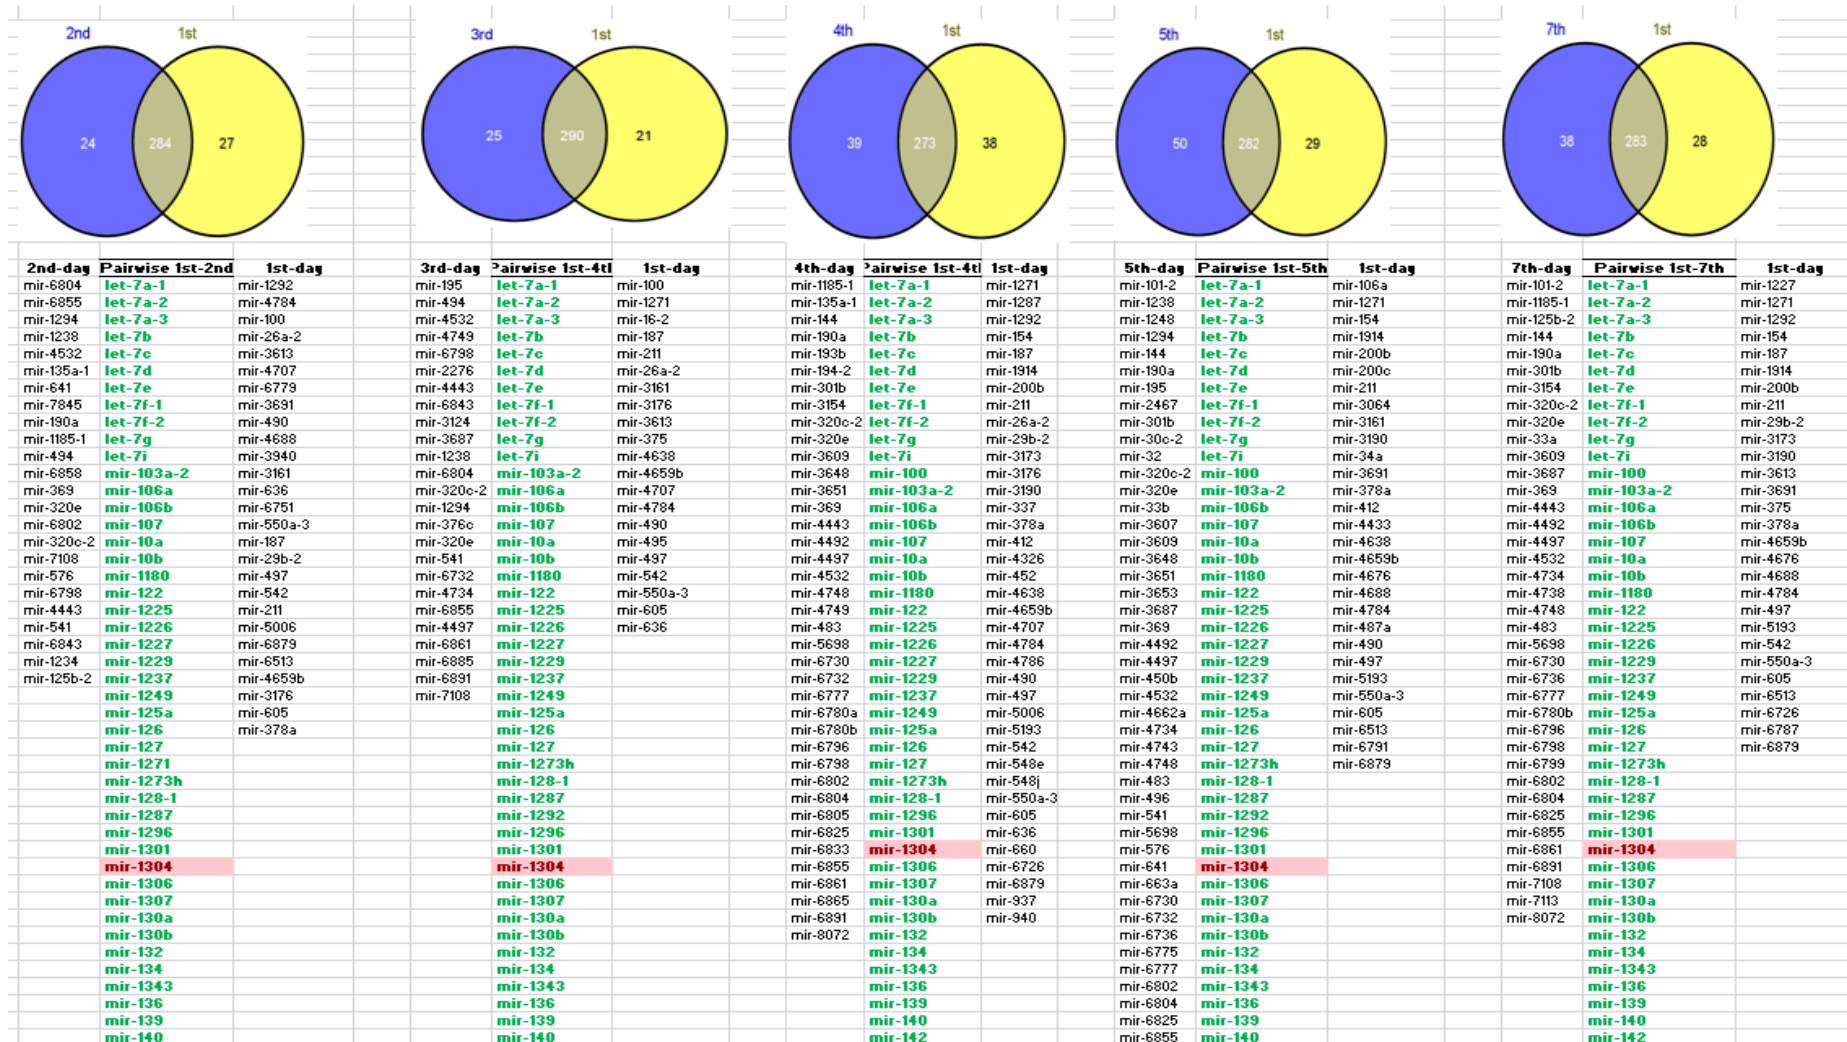 2nd 1st 3rd 1st 4th 1st 5th 1st 7th 1st
24 284 27 25 290 21 39 273 38 50 282 29 38 283 28
2nd-day Pairwise 1st-2nd 1st-day 3rd-day Pairwise 1st-4tl 1st-day 4th-day Pairwise 1st-4tl 1st-day 5th-day Pairwise 1st-5th 1st-day 7th-day Pairwise 1st-7th 1st-day
mir-6804 let-7a-1 mir-1292 mir-195 let-7a-1 mir-100 mir-1185-1 let-7a-1 mir-1271 mir-101-2 let-7a-1 mir-106a mir-101-2 let-7a-1 mir-1227
mir-6855 let-7a-2 mir-4784 mir-494 let-7a-2 mir-1271 mir-135a-1 let-7a-2 mir-1287 mir-1238 let-7a-2 mir-1271 mir-1185-1 let-7a-2 mir-1271
mir-1294 let-7a-3 mir-100 mir-4532 let-7a-3 mir-16-2 mir-144 let-7a-3 mir-1292 mir-1248 let-7a-3 mir-154 mir-125b-2 let-7a-3 mir-1292
mir-1238 let-7b mir-26a-2 mir-4749 let-7b mir-187 mir-190a let-7b mir-154 mir-1294 let-7b mir-1914 mir-144 let-7b mir-154
mir-4532 let-7c mir-3613 mir-6798 let-7c mir-211 mir-193b let-7c mir-187 mir-144 let-7c mir-200b mir-190a let-7c mir-187
mir-135a-1 let-7d mir-4707 mir-2276 let-7d mir-26a-2 mir-194-2 let-7d mir-1914 mir-190a let-7d mir-200c mir-301b let-7d mir-1914
mir-641 let-7e mir-6779 mir-4443 let-7e mir-3161 mir-301b let-7e mir-200b mir-195 let-7e mir-211 mir-3154 let-7e mir-200b
mir-7845 let-7f-1 mir-3691 mir-6843 let-7f-1 mir-3176 mir-3154 let-7f-1 mir-211 mir-2467 let-7f-1 mir-3064 mir-320c-2 let-7f-1 mir-211
mir-190a let-7f-2 mir-490 mir-3124 let-7f-2 mir-3613 mir-320c-2 let-7f-2 mir-26a-2 mir-301b let-7f-2 mir-3161 mir-320e let-7f-2 mir-29b-2
mir-1185-1 let-7g mir-4688 mir-3687 let-7g mir-375 mir-320e let-7g mir-29b-2 mir-30c-2 let-7g mir-3190 mir-33a let-7g mir-3173
mir-494 let-7i mir-3940 mir-1238 let-7i mir-4638 mir-3609 let-7i mir-3173 mir-32 let-7i mir-34a mir-3609 let-7i mir-3190
mir-6858 mir-103a-2 mir-3161 mir-6804 mir-103a-2 mir-4659b mir-3648 mir-100 mir-3176 mir-320c-2 mir-100 mir-3691 mir-3687 mir-100 mir-3613
mir-369 mir-106a mir-636 mir-320c-2 mir-106a mir-4707 mir-3651 mir-103a-2 mir-3190 mir-320e mir-103a-2 mir-378a mir-369 mir-103a-2 mir-3691
mir-320e mir-106b mir-6751 mir-1294 mir-106b mir-4784 mir-369 mir-106a mir-337 mir-33b mir-106b mir-412 mir-4443 mir-106a mir-375
mir-6802 mir-107 mir-550a-3 mir-376c mir-107 mir-490 mir-4443 mir-106b mir-378a mir-3607 mir-107 mir-4433 mir-4492 mir-106b mir-378a
mir-320c-2 mir-10a mir-187 mir-320e mir-10a mir-495 mir-4492 mir-107 mir-412 mir-3609 mir-10a mir-4638 mir-4497 mir-107 mir-4659b
mir-7108 mir-10b mir-29b-2 mir-541 mir-10b mir-497 mir-4497 mir-10a mir-4326 mir-3648 mir-10b mir-4659b mir-4532 mir-10a mir-4676
mir-576 mir-1180 mir-497 mir-6732 mir-1180 mir-542 mir-4532 mir-10b mir-452 mir-3651 mir-1180 mir-4676 mir-4734 mir-10b mir-4688
mir-6798 mir-122 mir-542 mir-4734 mir-122 mir-550a-3 mir-4748 mir-1180 mir-4638 mir-3653 mir-122 mir-4688 mir-4738 mir-1180 mir-4784
mir-4443 mir-1225 mir-211 mir-6855 mir-1225 mir-605 mir-4749 mir-122 mir-4659b mir-3687 mir-1225 mir-4784 mir-4748 mir-122 mir-497
mir-541 mir-1226 mir-5006 mir-4497 mir-1226 mir-636 mir-483 mir-1225 mir-4707 mir-369 mir-1226 mir-487a mir-483 mir-1225 mir-5193
mir-6843 mir-1227 mir-6879 mir-6861 mir-1227 mir-5698 mir-1226 mir-4784 mir-4492 mir-1227 mir-490 mir-5698 mir-1226 mir-542
mir-1234 mir-1229 mir-6513 mir-6885 mir-1229 mir-6730 mir-1227 mir-4786 mir-4497 mir-1229 mir-497 mir-6730 mir-1229 mir-550a-3
mir-125b-2 mir-1237 mir-4659b mir-6891 mir-1237 mir-6732 mir-1229 mir-490 mir-450b mir-1237 mir-5193 mir-6736 mir-1237 mir-605
mir-1249 mir-3176 mir-7108 mir-1249 mir-6777 mir-1237 mir-497 mir-4532 mir-1249 mir-550a-3 mir-6777 mir-1249 mir-6513
mir-125a mir-605 mir-125a mir-6780a mir-1249 mir-5006 mir-4662a mir-125a mir-605 mir-6780b mir-125a mir-6726
mir-126 mir-378a mir-126 mir-6780b mir-125a mir-5193 mir-4734 mir-126 mir-6513 mir-6796 mir-126 mir-6787
mir-127 mir-127 mir-6796 mir-126 mir-542 mir-4743 mir-127 mir-6791 mir-6798 mir-127 mir-6879
mir-1271 mir-1273h mir-6798 mir-127 mir-548e mir-4748 mir-1273h mir-6879 mir-6799 mir-1273h
mir-1273h mir-128-1 mir-6802 mir-1273h mir-548j mir-483 mir-128-1 mir-6802 mir-128-1
mir-128-1 mir-1287 mir-6804 mir-128-1 mir-550a-3 mir-496 mir-1287 mir-6804 mir-1287
mir-1287 mir-1292 mir-6805 mir-1296 mir-605 mir-541 mir-1292 mir-6825 mir-1296
mir-1296 mir-1296 mir-6825 mir-1301 mir-636 mir-5698 mir-1296 mir-6855 mir-1301
mir-1301 mir-1301 mir-6833 mir-1304 mir-660 mir-576 mir-1301 mir-6861 mir-1304
mir-1304 mir-1304 mir-6855 mir-1306 mir-6726 mir-641 mir-1304 mir-6891 mir-1306
mir-1306 mir-1306 mir-6861 mir-1307 mir-6879 mir-663a mir-1306 mir-7108 mir-1307
mir-1307 mir-1307 mir-6865 mir-130a mir-937 mir-6730 mir-1307 mir-7113 mir-130a
mir-130a mir-130a mir-6891 mir-130b mir-940 mir-6732 mir-130a mir-8072 mir-130b
mir-130b mir-130b mir-8072 mir-132 mir-6736 mir-130b mir-132
mir-132 mir-132 mir-134 mir-6775 mir-132 mir-134
mir-134 mir-134 mir-1343 mir-6777 mir-134 mir-1343
mir-1343 mir-1343 mir-136 mir-6802 mir-1343 mir-136
mir-136 mir-136 mir-139 mir-6804 mir-136 mir-139
mir-139 mir-139 mir-140 mir-6825 mir-139 mir-140
mir-140 mir-140 mir-142 mir-6855 mir-140 mir-142